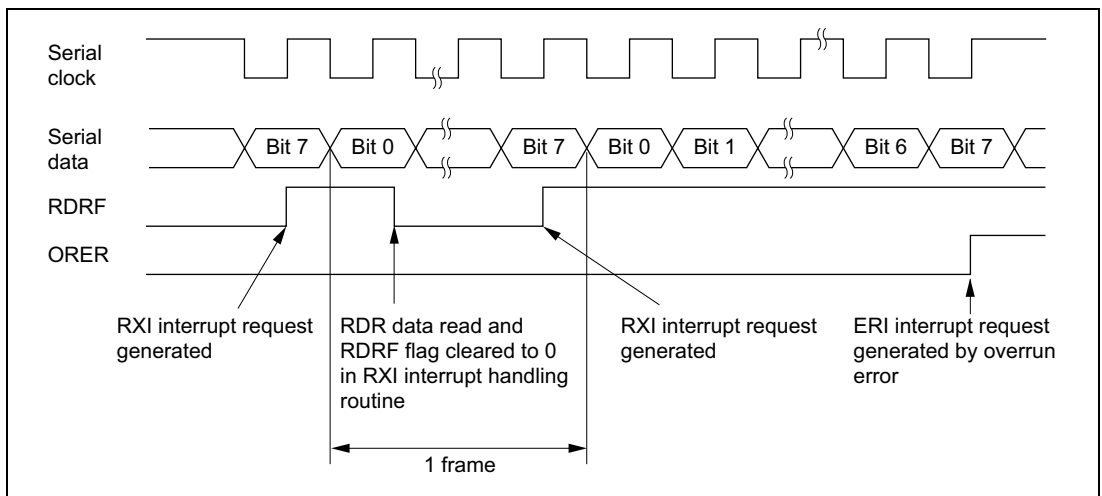 Serial
clock
Serial
data
Bit 7
Bit 0
Bit 7
Bit 0
Bit 1
Bit 6
Bit 7
RDRF
ORER
RXI interrupt request
generated
RDR data read and
RDRF flag cleared to 0
in RXI interrupt handling
routine
RXI interrupt request
generated
ERI interrupt request
generated by overrun
error
1 frame